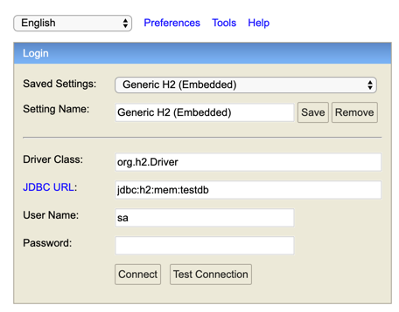 English Preferences Tools Help
Login
Saved Settings: Generic H2 (Embedded)
Setting Name: Generic H2 (Embedded) Save Remove
Driver Class: org.h2.Driver
JDBC URL: jdbc:h2:mem:testdb
User Name: sa
Password:
Connect Test Connection